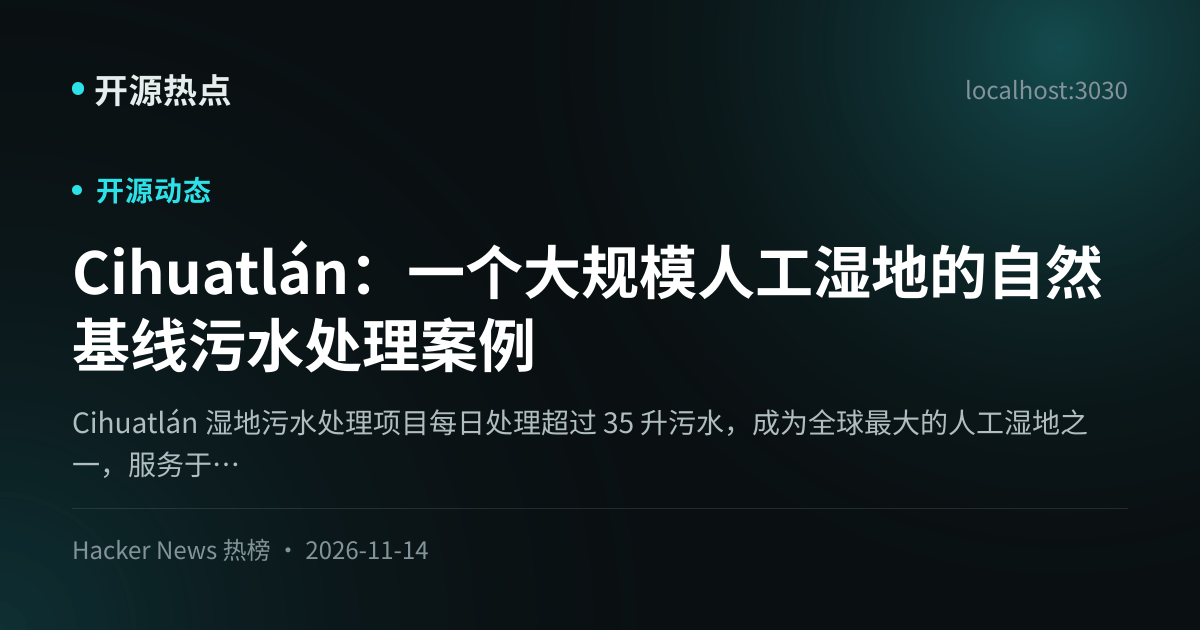 开源热点
localhost:3030
开源动态
Cihuatlán：一个大规模人工湿地的自然
基线污水处理案例
Cihuatlán 湿地污水处理项目每日处理超过 35 升污水，成为全球最大的人工湿地之
一，服务于…
Hacker News 热榜 · 2026-11-14